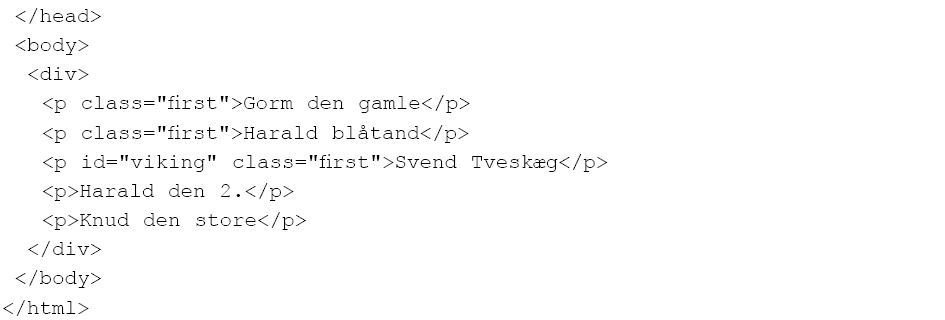 </head>
<body>
<div>
<p class="first">Gorm den gamle</p>
<p class="first">Harald blåtand</p>
<p id="viking" class="first">Svend Tveskæg</p>
<p>Harald den 2.</p>
<p>Knud den store</p>
</div>
</body>
</html>